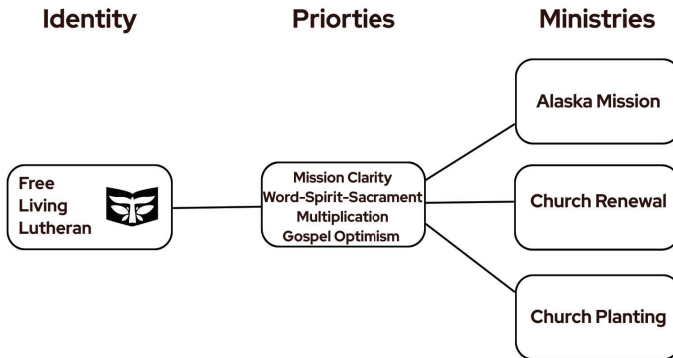 Identity
Priorties
Ministries
Free
Living
Lutheran
Mission Clarity
Word-Spirit-Sacrament
Multiplication
Gospel Optimism
Alaska Mission
Church Renewal
Church Planting